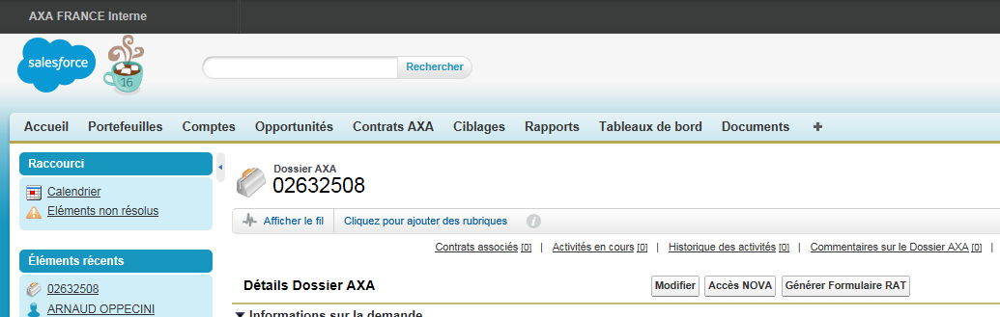 AXA FRANCE Interne
salesforce
16
Rechercher
Accueil Portefeuilles Comptes Opportunités Contrats AXA Ciblages Rapports Tableaux de bord Documents +
Raccourci
Calendrier
Eléments non résolus
Éléments récents
02632508
ARNAUD OPPECINI
Dossier AXA
02632508
Afficher le fil Cliquez pour ajouter des rubriques i
Contrats associés [0] | Activités en cours [0] | Historique des activités [0] | Commentaires sur le Dossier AXA [0] |
Détails Dossier AXA Modifier Accès NOVA Générer Formulaire RAT
Informations sur la demande